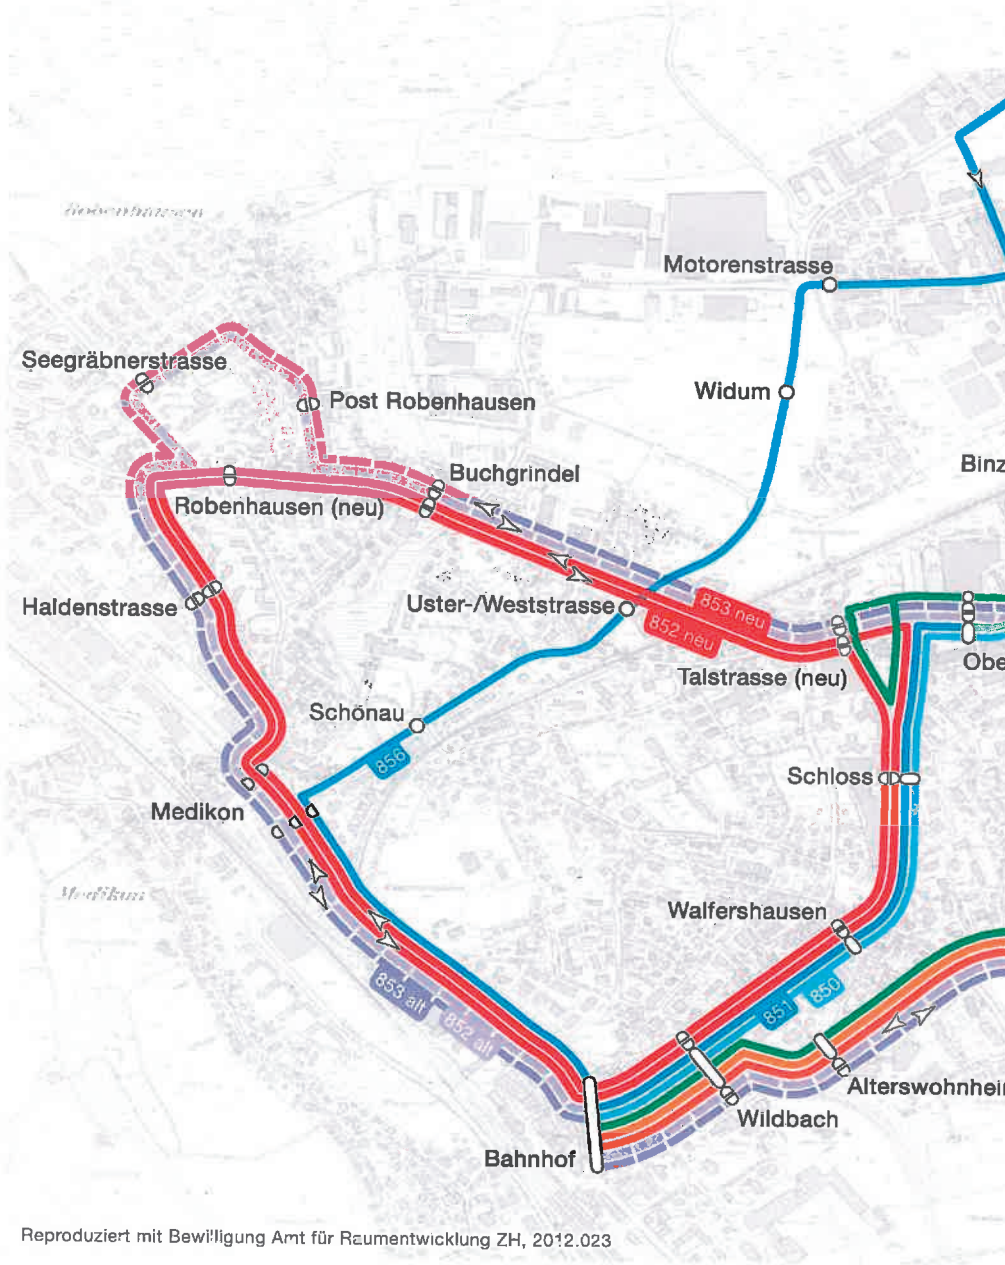 Robenhausen
Motorenstrasse
Seegräbnerstrasse
Widum
Post Robenhausen
Binz
Buchgrindel
Robenhausen (neu)
Haldenstrasse
Uster-/Weststrasse
853 neu
852 neu
Obe
Talstrasse (neu)
Schönau
856
Schloss
Medikon
Medikon
Walfershausen
853 alt
852 alt
851
850
Alterswohnhei
Wildbach
Bahnhof
Reproduziert mit Bewilligung Amt für Raumentwicklung ZH, 2012.023